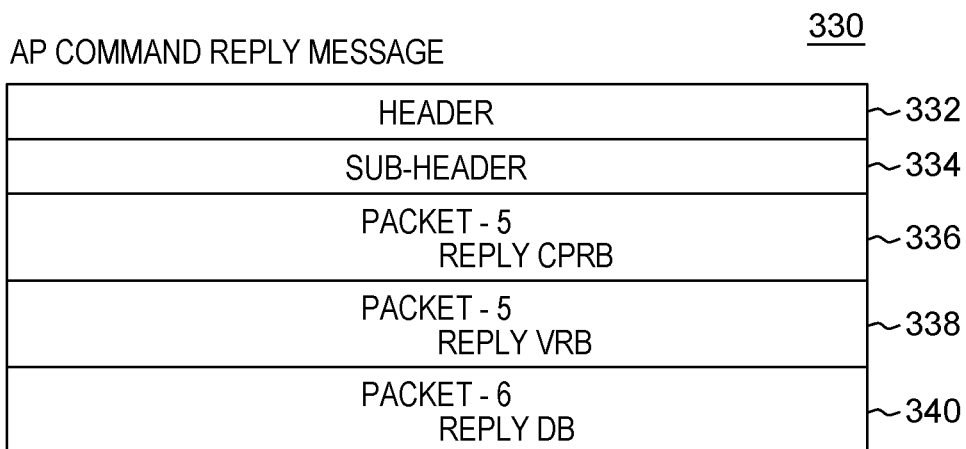 330
AP COMMAND REPLY MESSAGE
HEADER 332
SUB-HEADER 334
PACKET - 5
REPLY CPRB 336
PACKET - 5
REPLY VRB 338
PACKET - 6
REPLY DB 340